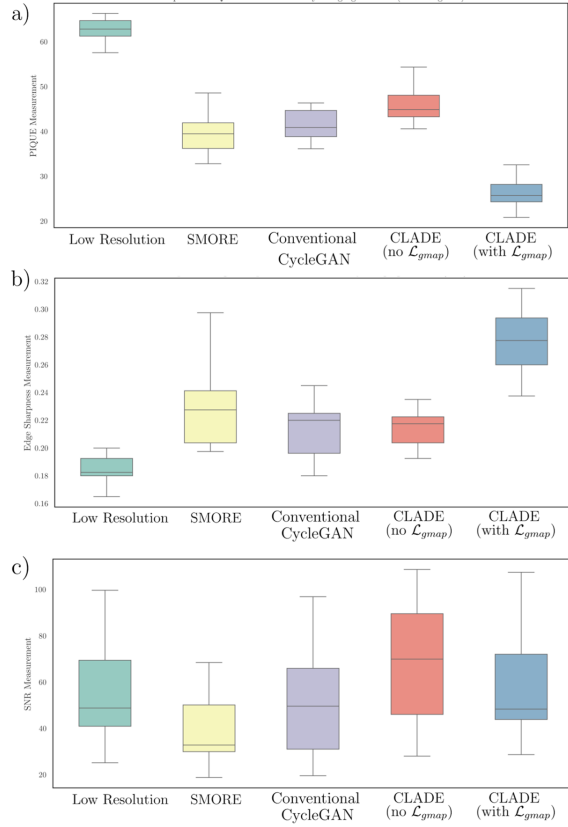 a)
PIQUE Measurement
60
50
40
30
20
Low Resolution
SMORE
Conventional
CycleGAN
CLADE
(no ℒgmap)
CLADE
(with ℒgmap)
b)
Edge Sharpness Measurement
0.32
0.28
0.26
0.24
0.22
0.20
0.18
0.16
Low Resolution
SMORE
Conventional
CycleGAN
CLADE
(no ℒgmap)
CLADE
(with ℒgmap)
c)
SNR Measurement
100
80
60
40
20
Low Resolution
SMORE
Conventional
CycleGAN
CLADE
(no ℒgmap)
CLADE
(with ℒgmap)